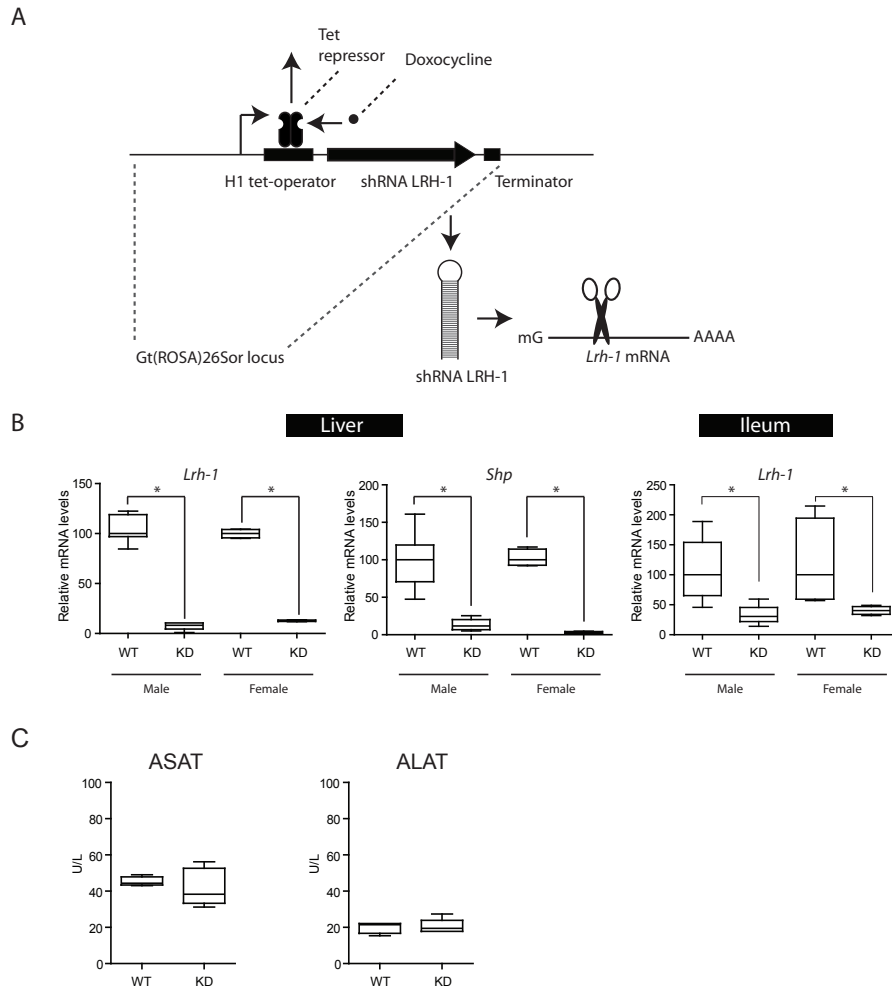 A
Tet
repressor
Doxocycline
H1 tet-operator
shRNA LRH-1
Terminator
Gt(ROSA)26Sor locus
shRNA LRH-1
mG
AAAA
Lrh-1 mRNA
B
Liver
Ileum
Lrh-1
Relative mRNA levels
150
100
50
0
*
*
WT
KD
WT
KD
Male
Female
Shp
Relative mRNA levels
200
150
100
50
0
*
*
WT
KD
WT
KD
Male
Female
Lrh-1
Relative mRNA levels
250
200
150
100
50
0
*
*
WT
KD
WT
KD
Male
Female
C
ASAT
U/L
100
80
60
40
20
0
WT
KD
ALAT
U/L
100
80
60
40
20
0
WT
KD